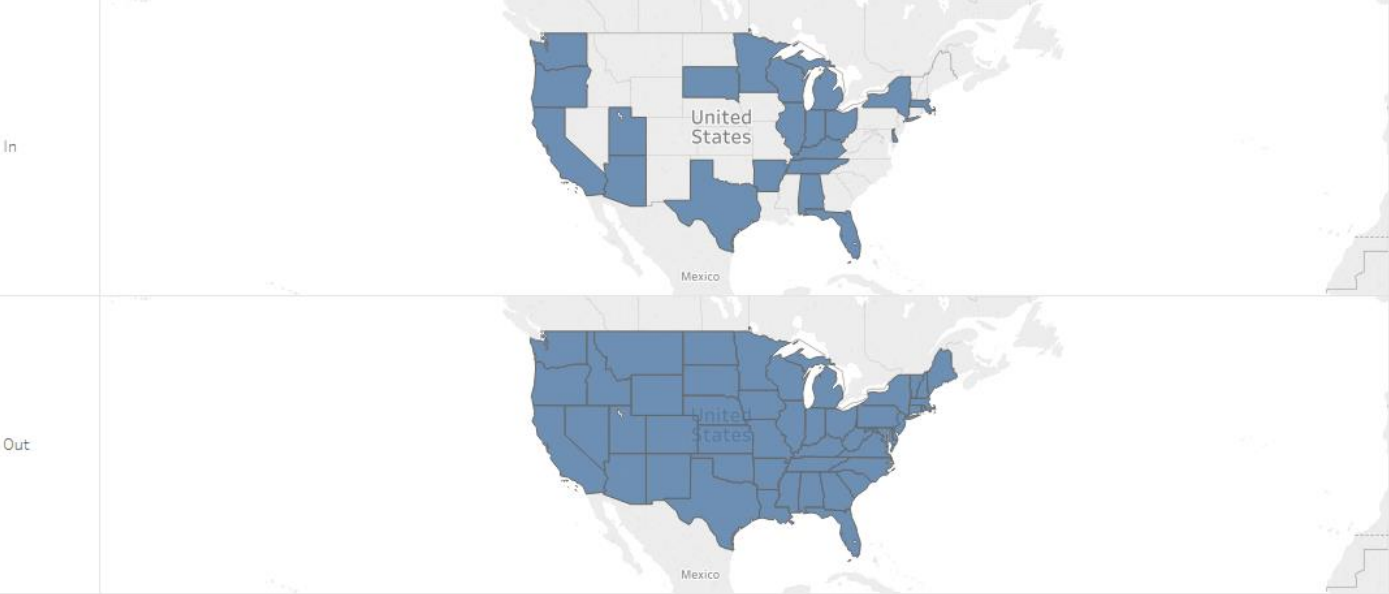 In
United
States
Mexico
Out
United
States
Mexico